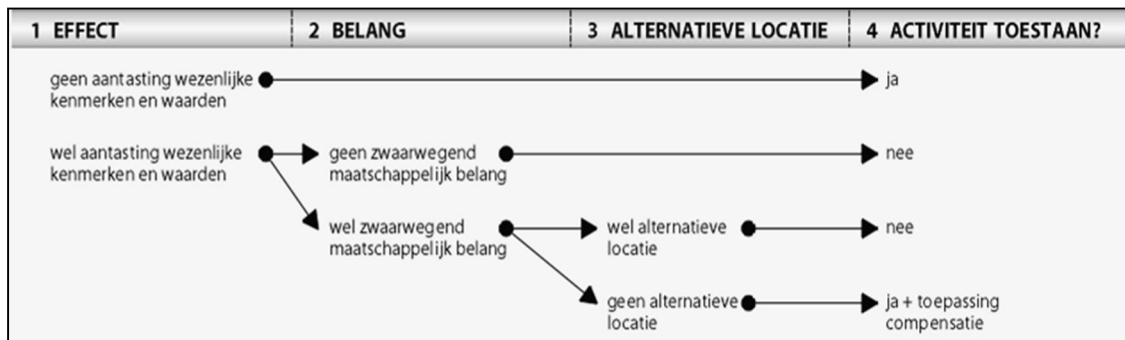 1 EFFECT
2 BELANG
3 ALTERNATIEVE LOCATIE
4 ACTIVITEIT TOESTAAN?
geen aantasting wezenlijke
kenmerken en waarden
ja
wel aantasting wezenlijke
kenmerken en waarden
geen zwaarwegend
maatschappelijk belang
nee
wel zwaarwegend
maatschappelijk belang
wel alternatieve
locatie
nee
geen alternatieve
locatie
ja + toepassing
compensatie